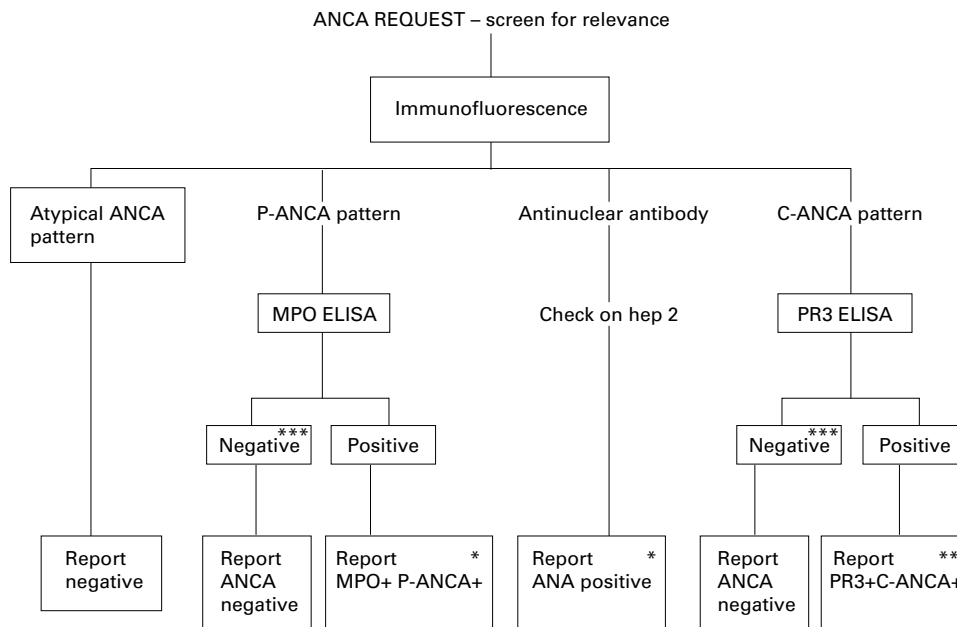 ANCA REQUEST – screen for relevance
Immunofluorescence
Atypical ANCA
pattern
P-ANCA pattern
Antinuclear antibody
C-ANCA pattern
MPO ELISA
Check on hep 2
PR3 ELISA
Negative***
Positive
Negative***
Positive
Report
negative
Report
ANCA
negative
Report *
MPO+ P-ANCA+
Report *
ANA positive
Report
ANCA
negative
Report **
PR3+C-ANCA+